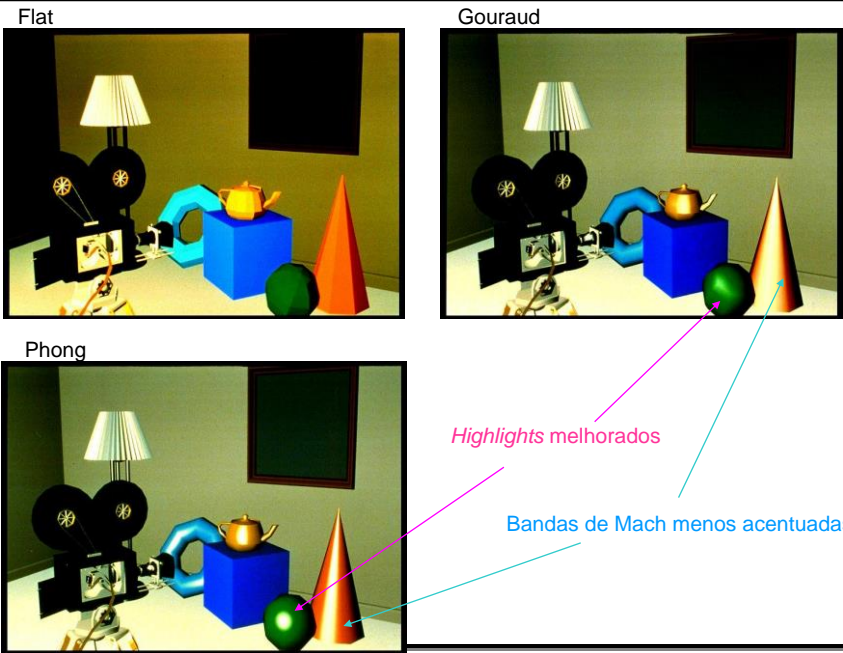 Flat
Gouraud
Phong
Highlights melhorados
Bandas de Mach menos acentuada